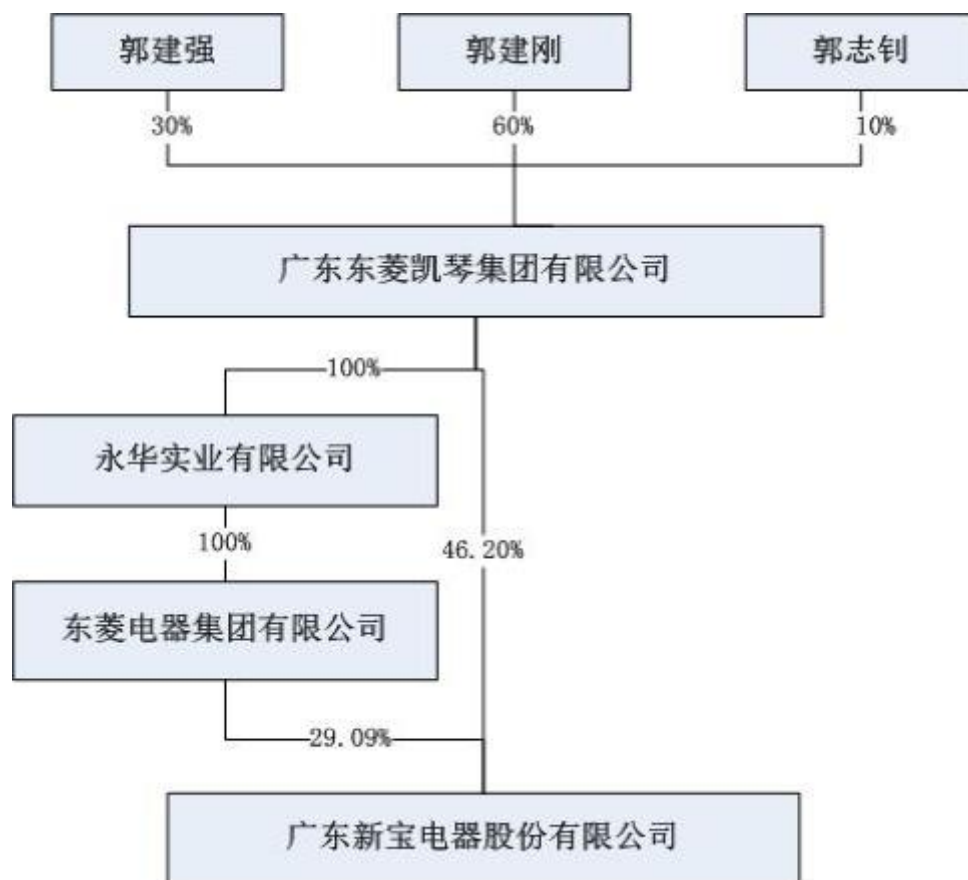 郭建强
郭建刚
郭志钊
30%
60%
10%
广东东菱凯琴集团有限公司
100%
永华实业有限公司
100%
46.20%
东菱电器集团有限公司
29.09%
广东新宝电器股份有限公司